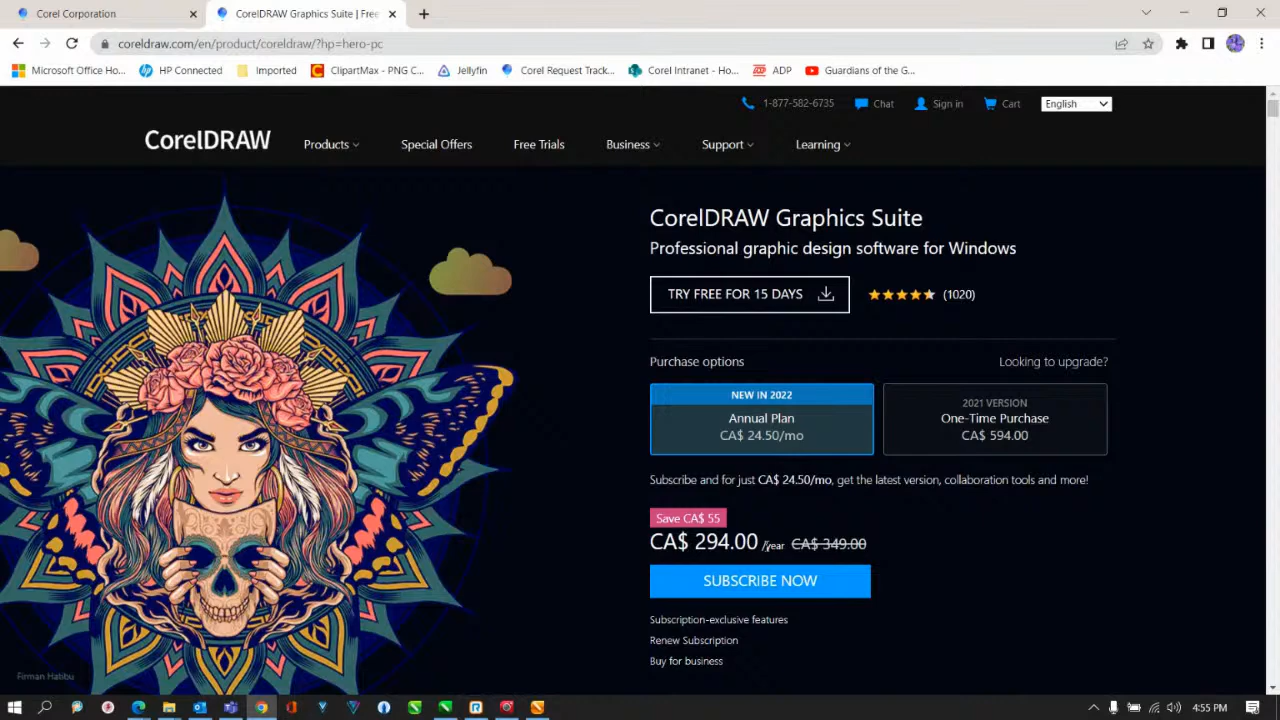 Corel Corporation
CorelDRAW Graphics Suite | Free
coreldraw.com/en/product/coreldraw/?hp=hero-pc
Microsoft Office Ho...
HP Connected
Imported
ClipartMax - PNG C...
Jellyfin
Corel Request Track...
Corel Intranet - Ho...
ADP
Guardians of the G...
1-877-582-6735
Chat
Sign in
Cart
English
CorelDRAW
Products
Special Offers
Free Trials
Business
Support
Learning
CorelDRAW Graphics Suite
Professional graphic design software for Windows
TRY FREE FOR 15 DAYS
(1020)
Purchase options
Looking to upgrade?
NEW IN 2022
Annual Plan
CA$ 24.50/mo
2021 VERSION
One-Time Purchase
CA$ 594.00
Subscribe and for just CA$ 24.50/mo, get the latest version, collaboration tools and more!
Save CA$ 55
CA$ 294.00 /year CA$ 349.00
SUBSCRIBE NOW
Subscription-exclusive features
Renew Subscription
Buy for business
Firman Hatibu
4:55 PM